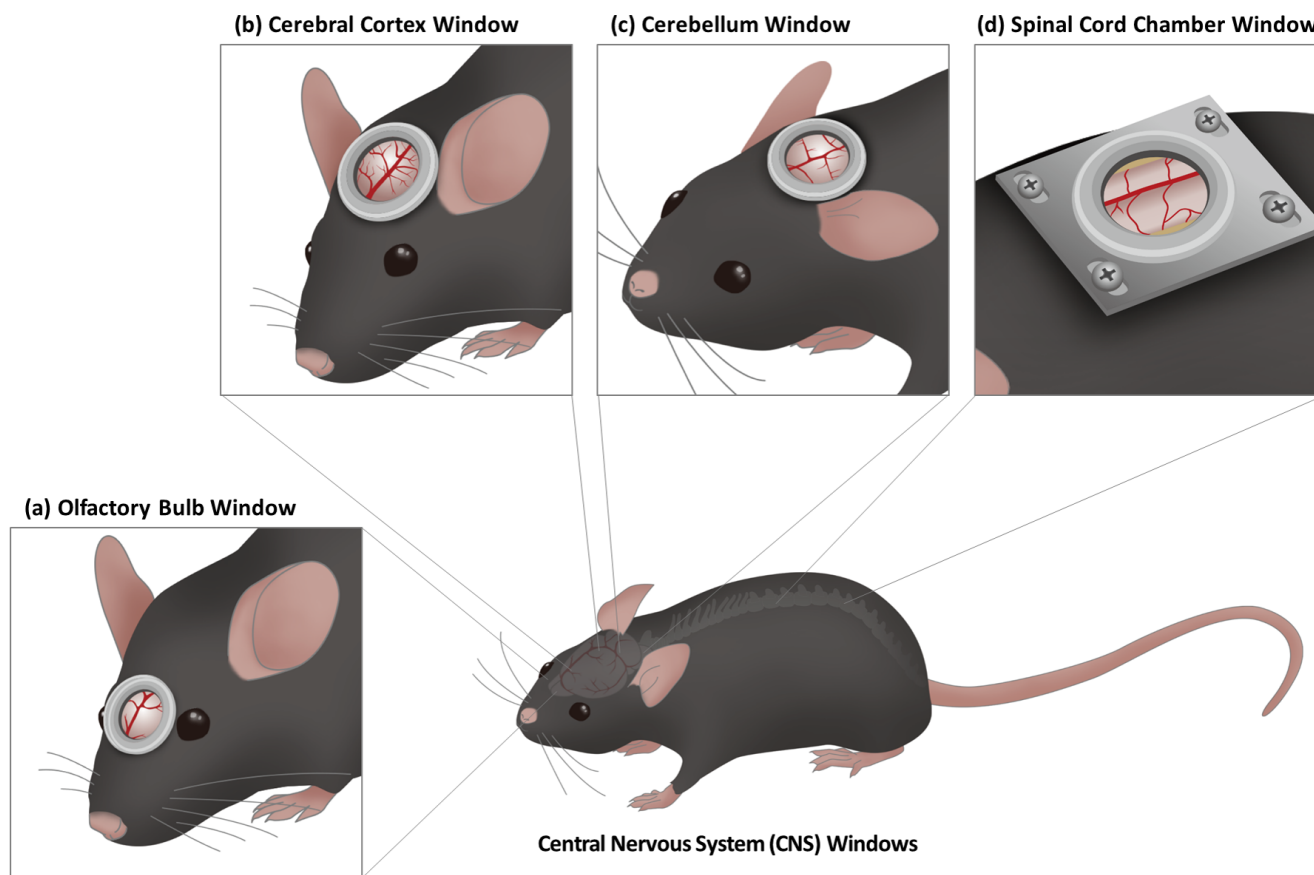 (b) Cerebral Cortex Window
(c) Cerebellum Window
(d) Spinal Cord Chamber Window
(a) Olfactory Bulb Window
Central Nervous System (CNS) Windows